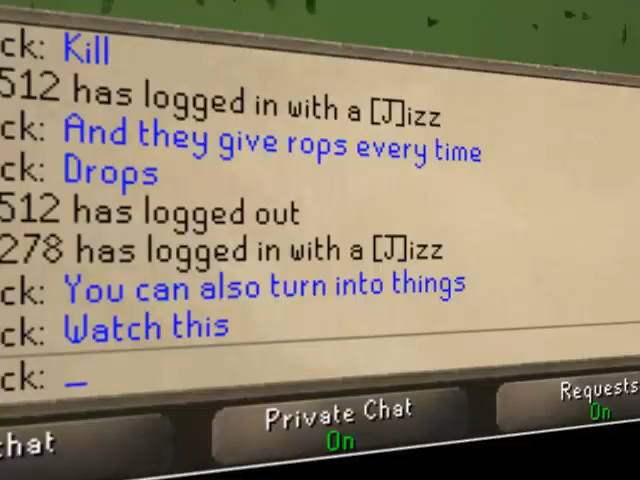 ck: Kill
512 has logged in with a [J]izz
ck: And they give rops every time
ck: Drops
512 has logged out
278 has logged in with a [J]izz
ck: You can also turn into things
ck: Watch this
ck: _
chat
Private Chat
On
Requests
On